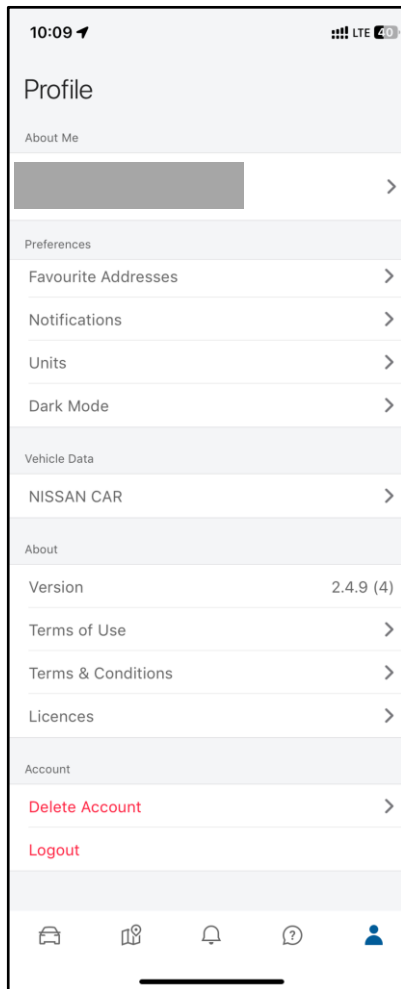 10:09 LTE 40
Profile
About Me
Preferences
Favourite Addresses
Notifications
Units
Dark Mode
Vehicle Data
NISSAN CAR
About
Version 2.4.9 (4)
Terms of Use
Terms & Conditions
Licences
Account
Delete Account
Logout